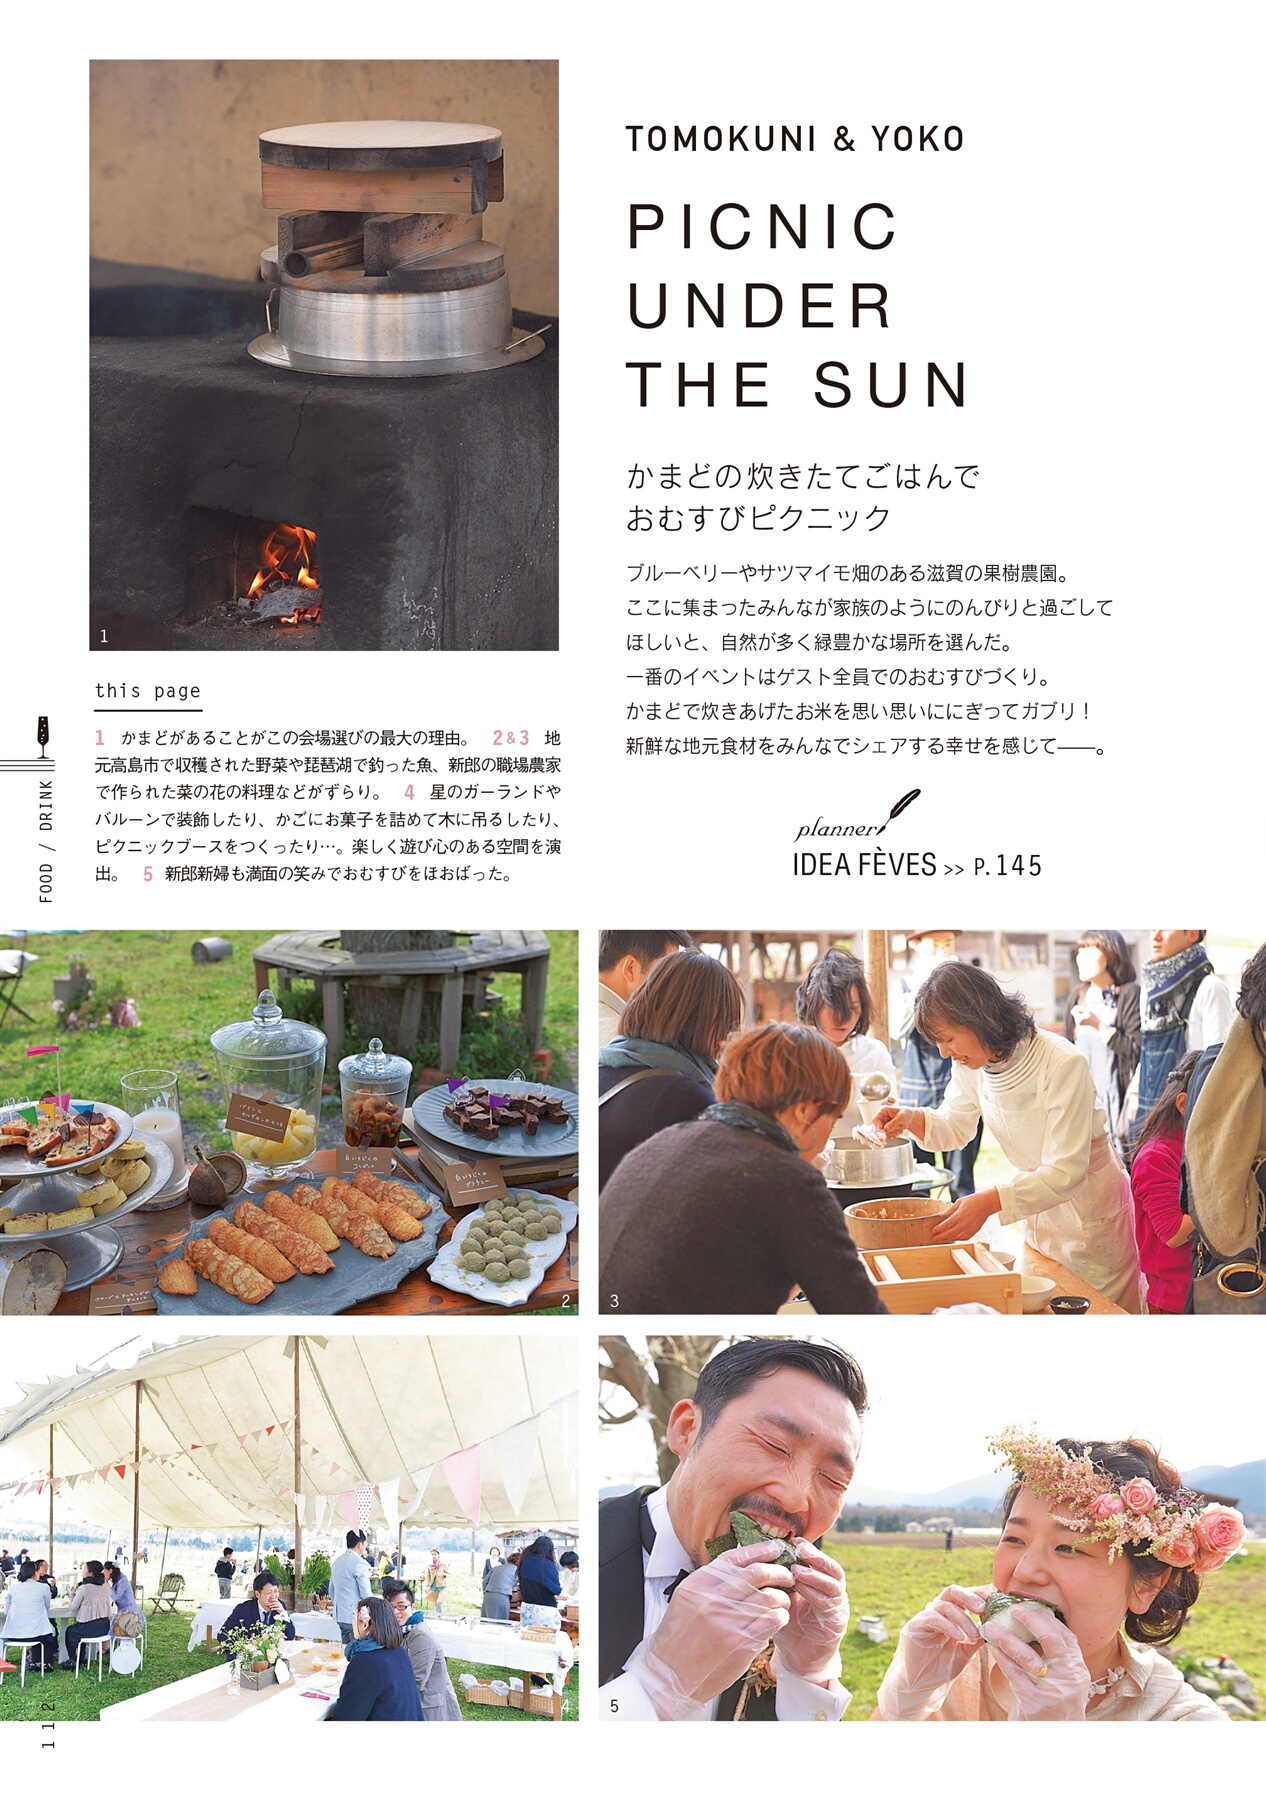 TOMOKUNI & YOKO
PICNIC
UNDER
THE SUN
かまどの炊きたてごはんで
おむすびピクニック
ブルーベリーやサツマイモ畑のある滋賀の果樹農園。
ここに集まったみんなが家族のようにのんびりと過ごして
ほしいと、自然が多く緑豊かな場所を選んだ。
一番のイベントはゲスト全員でのおむすびづくり。
かまどで炊きあげたお米を思い思いににぎってガブリ！
新鮮な地元食材をみんなでシェアする幸せを感じて――。
planner
IDEA FÈVES >> P.145
1
this page
1 かまどがあることがこの会場選びの最大の理由。 2&3 地
元高島市で収穫された野菜や琵琶湖で釣った魚、新郎の職場農家
で作られた菜の花の料理などがずらり。 4 星のガーランドや
バルーンで装飾したり、かごにお菓子を詰めて木に吊るしたり、
ピクニックブースをつくったり…。楽しく遊び心のある空間を演
出。 5 新郎新婦も満面の笑みでおむすびをほおばった。
FOOD / DRINK
2
3
4
5
112